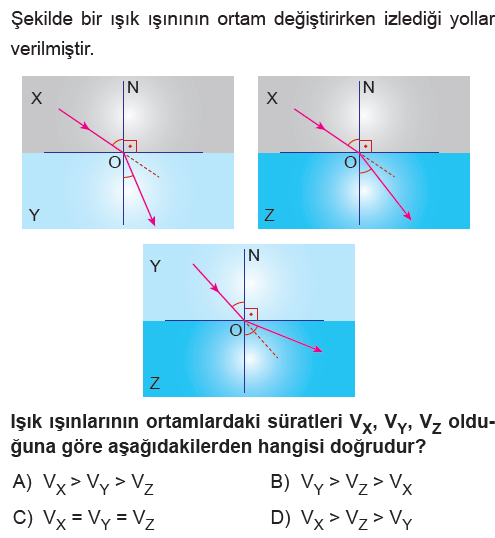 Şekilde bir ışık ışınının ortam değiştirirken izlediği yollar
verilmiştir.
X N
O
Y
X N
O
Z
Y N
O
Z
Işık ışınlarının ortamlardaki süratleri VX, VY, VZ oldu-
ğuna göre aşağıdakilerden hangisi doğrudur?
A) VX > VY > VZ B) VY > VZ > VX
C) VX = VY = VZ D) VX > VZ > VY